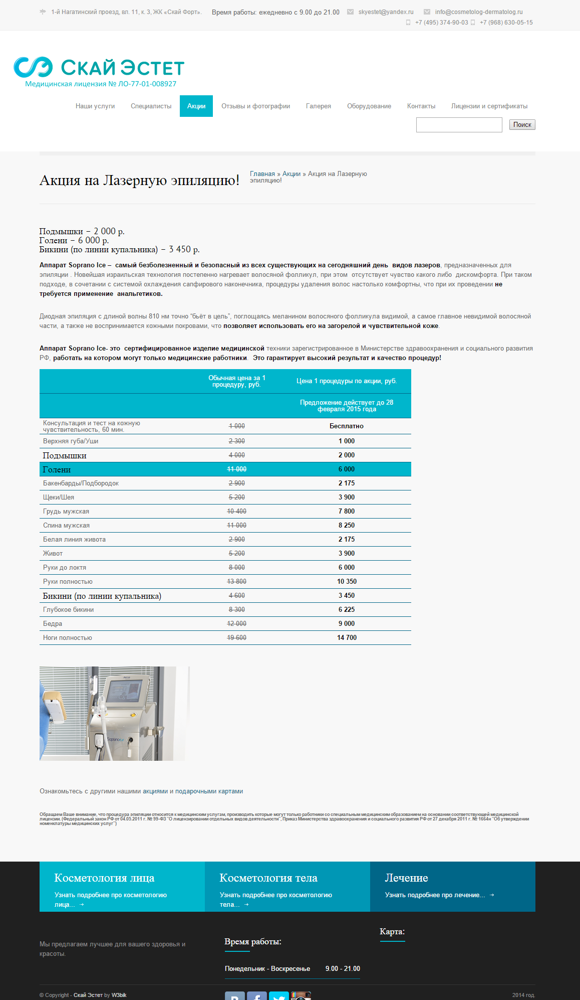 1-й Нагатинский проезд, вл. 11, к. 3, ЖК «Скай Форт».
Время работы: ежедневно с 9.00 до 21.00
skyestet@yandex.ru
info@cosmetolog-dermatolog.ru
+7 (495) 374-90-03
+7 (968) 630-05-15
СКАЙ ЭСТЕТ
Медицинская лицензия № ЛО-77-01-008927
Наши услуги
Специалисты
Акции
Отзывы и фотографии
Галерея
Оборудование
Контакты
Лицензии и сертификаты
Поиск
Акция на Лазерную эпиляцию!
Главная » Акции » Акция на Лазерную
эпиляцию!
Подмышки – 2 000 р.
Голени – 6 000 р.
Бикини (по линии купальника) – 3 450 р.
Аппарат Soprano Ice –  самый безболезненный и безопасный из всех существующих на сегодняшний день  видов лазеров, предназначенных для
эпиляции . Новейшая израильская технология постепенно нагревает волосяной фолликул, при этом  отсутствует чувство какого либо  дискомфорта. При таком
подходе, в сочетании с системой охлаждения сапфирового наконечника, процедуры удаления волос настолько комфортны, что при их проведении не
требуется применение  анальгетиков.
Диодная эпиляция с длиной волны 810 нм точно “бьёт в цель”, поглощаясь меланином волосяного фолликула видимой, а самое главное невидимой волосяной
части, а также не воспринимается кожными покровами, что позволяет использовать его на загорелой и чувствительной коже.
Аппарат Soprano Ice- это  сертифицированное изделие медицинской техники зарегистрированное в Министерстве здравоохранения и социального развития
РФ, работать на котором могут только медицинские работники.  Это гарантирует высокий результат и качество процедур!
Обычная цена за 1
процедуру, руб.
Цена 1 процедуры по акции, руб.
Предложение действует до 28
февраля 2015 года
Консультация и тест на кожную
чувствительность, 60 мин.
1 000
Бесплатно
Верхняя губа/Уши 2 300 1 000
Подмышки 4 000 2 000
Голени 11 000 6 000
Бакенбарды/Подбородок 2 900 2 175
Щеки/Шея 5 200 3 900
Грудь мужская 10 400 7 800
Спина мужская 11 000 8 250
Белая линия живота 2 900 2 175
Живот 5 200 3 900
Руки до локтя 8 000 6 000
Руки полностью 13 800 10 350
Бикини (по линии купальника) 4 600 3 450
Глубокое бикини 8 300 6 225
Бедра 12 000 9 000
Ноги полностью 19 600 14 700
Soprano
Ознакомьтесь с другими нашими акциями и подарочными картами
Обращаем Ваше внимание, что процедура эпиляции относится к медицинским услугам, производить которые могут только работники со специальным медицинским образованием на основании соответствующей медицинской
лицензии. (Федеральный закон РФ от 04.05.2011 г. № 99-ФЗ "О лицензировании отдельных видов деятельности", Приказ Министерства здравоохранения и социального развития РФ от 27 декабря 2011 г. № 1664н "Об утверждении
номенклатуры медицинских услуг")
Косметология лица
Узнать подробнее про косметологию
лица... →
Косметология тела
Узнать подробнее про косметологию
тела... →
Лечение
Узнать подробнее про лечение... →
Мы предлагаем лучшее для вашего здоровья и
красоты.
Время работы:
Понедельник - Воскресенье 9.00 - 21.00
Карта:
© Copyright - Скай Эстет by W3bik
2014 год.